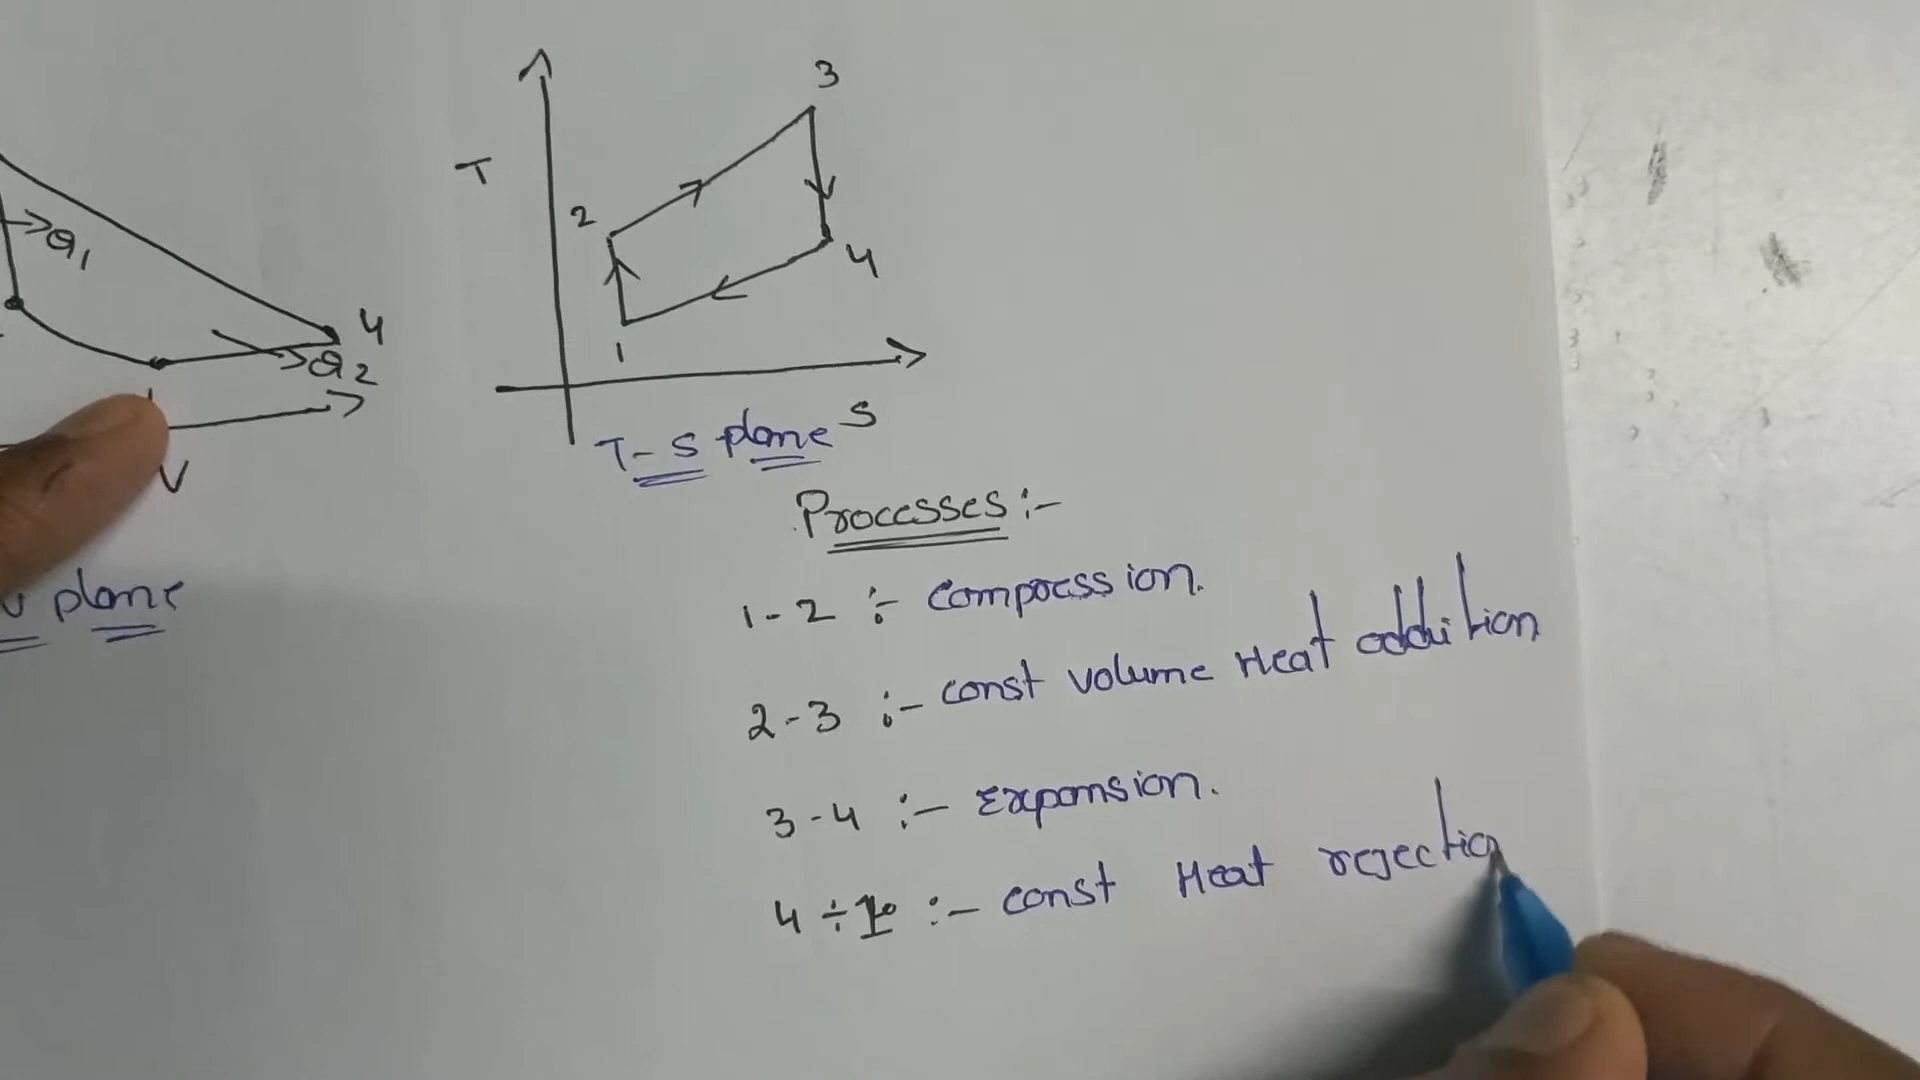 3
T
2
Q1
4
4
1
Q2
S
T-S plane
V
Processes :-
1-2 :- Compression.
v plane
2-3 :- const volume Heat addition
3-4 :- Expansion.
4-1 :- const Heat rejectio